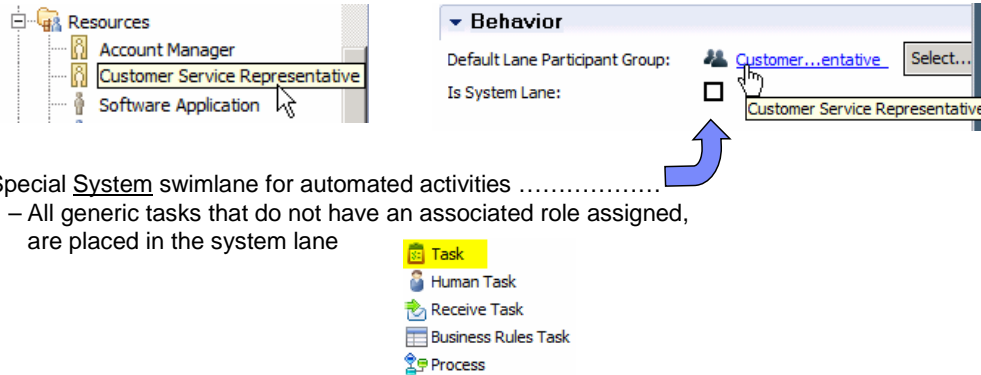 Resources
Account Manager
Customer Service Representative
Software Application
Behavior
Default Lane Participant Group:
Customer...entative
Select...
Is System Lane:
Customer Service Representative
Special System swimlane for automated activities ………………
– All generic tasks that do not have an associated role assigned,
are placed in the system lane
Task
Human Task
Receive Task
Business Rules Task
Process